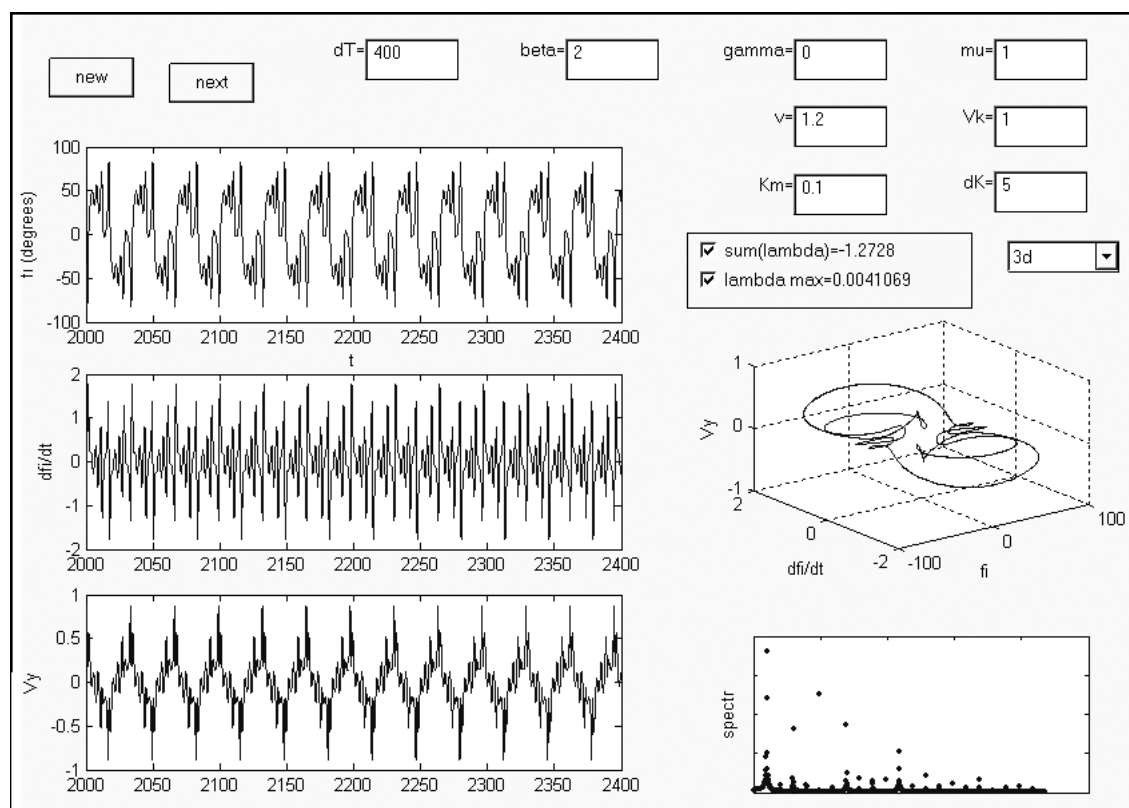 new
next
dT= 400
beta= 2
gamma= 0
mu= 1
v= 1.2
Vk= 1
Km= 0.1
dK= 5
sum(lambda)=-1.2728
lambda max=0.0041069
3d
100
50
0
-50
-100
fi (degrees)
2000 2050 2100 2150 2200 2250 2300 2350 2400
t
2
1
0
-1
-2
dfi/dt
2000 2050 2100 2150 2200 2250 2300 2350 2400
1
0.5
0
-0.5
-1
Vy
2000 2050 2100 2150 2200 2250 2300 2350 2400
1
0
-1
Vy
2
0
-2
dfi/dt
-100
0
100
fi
spectr